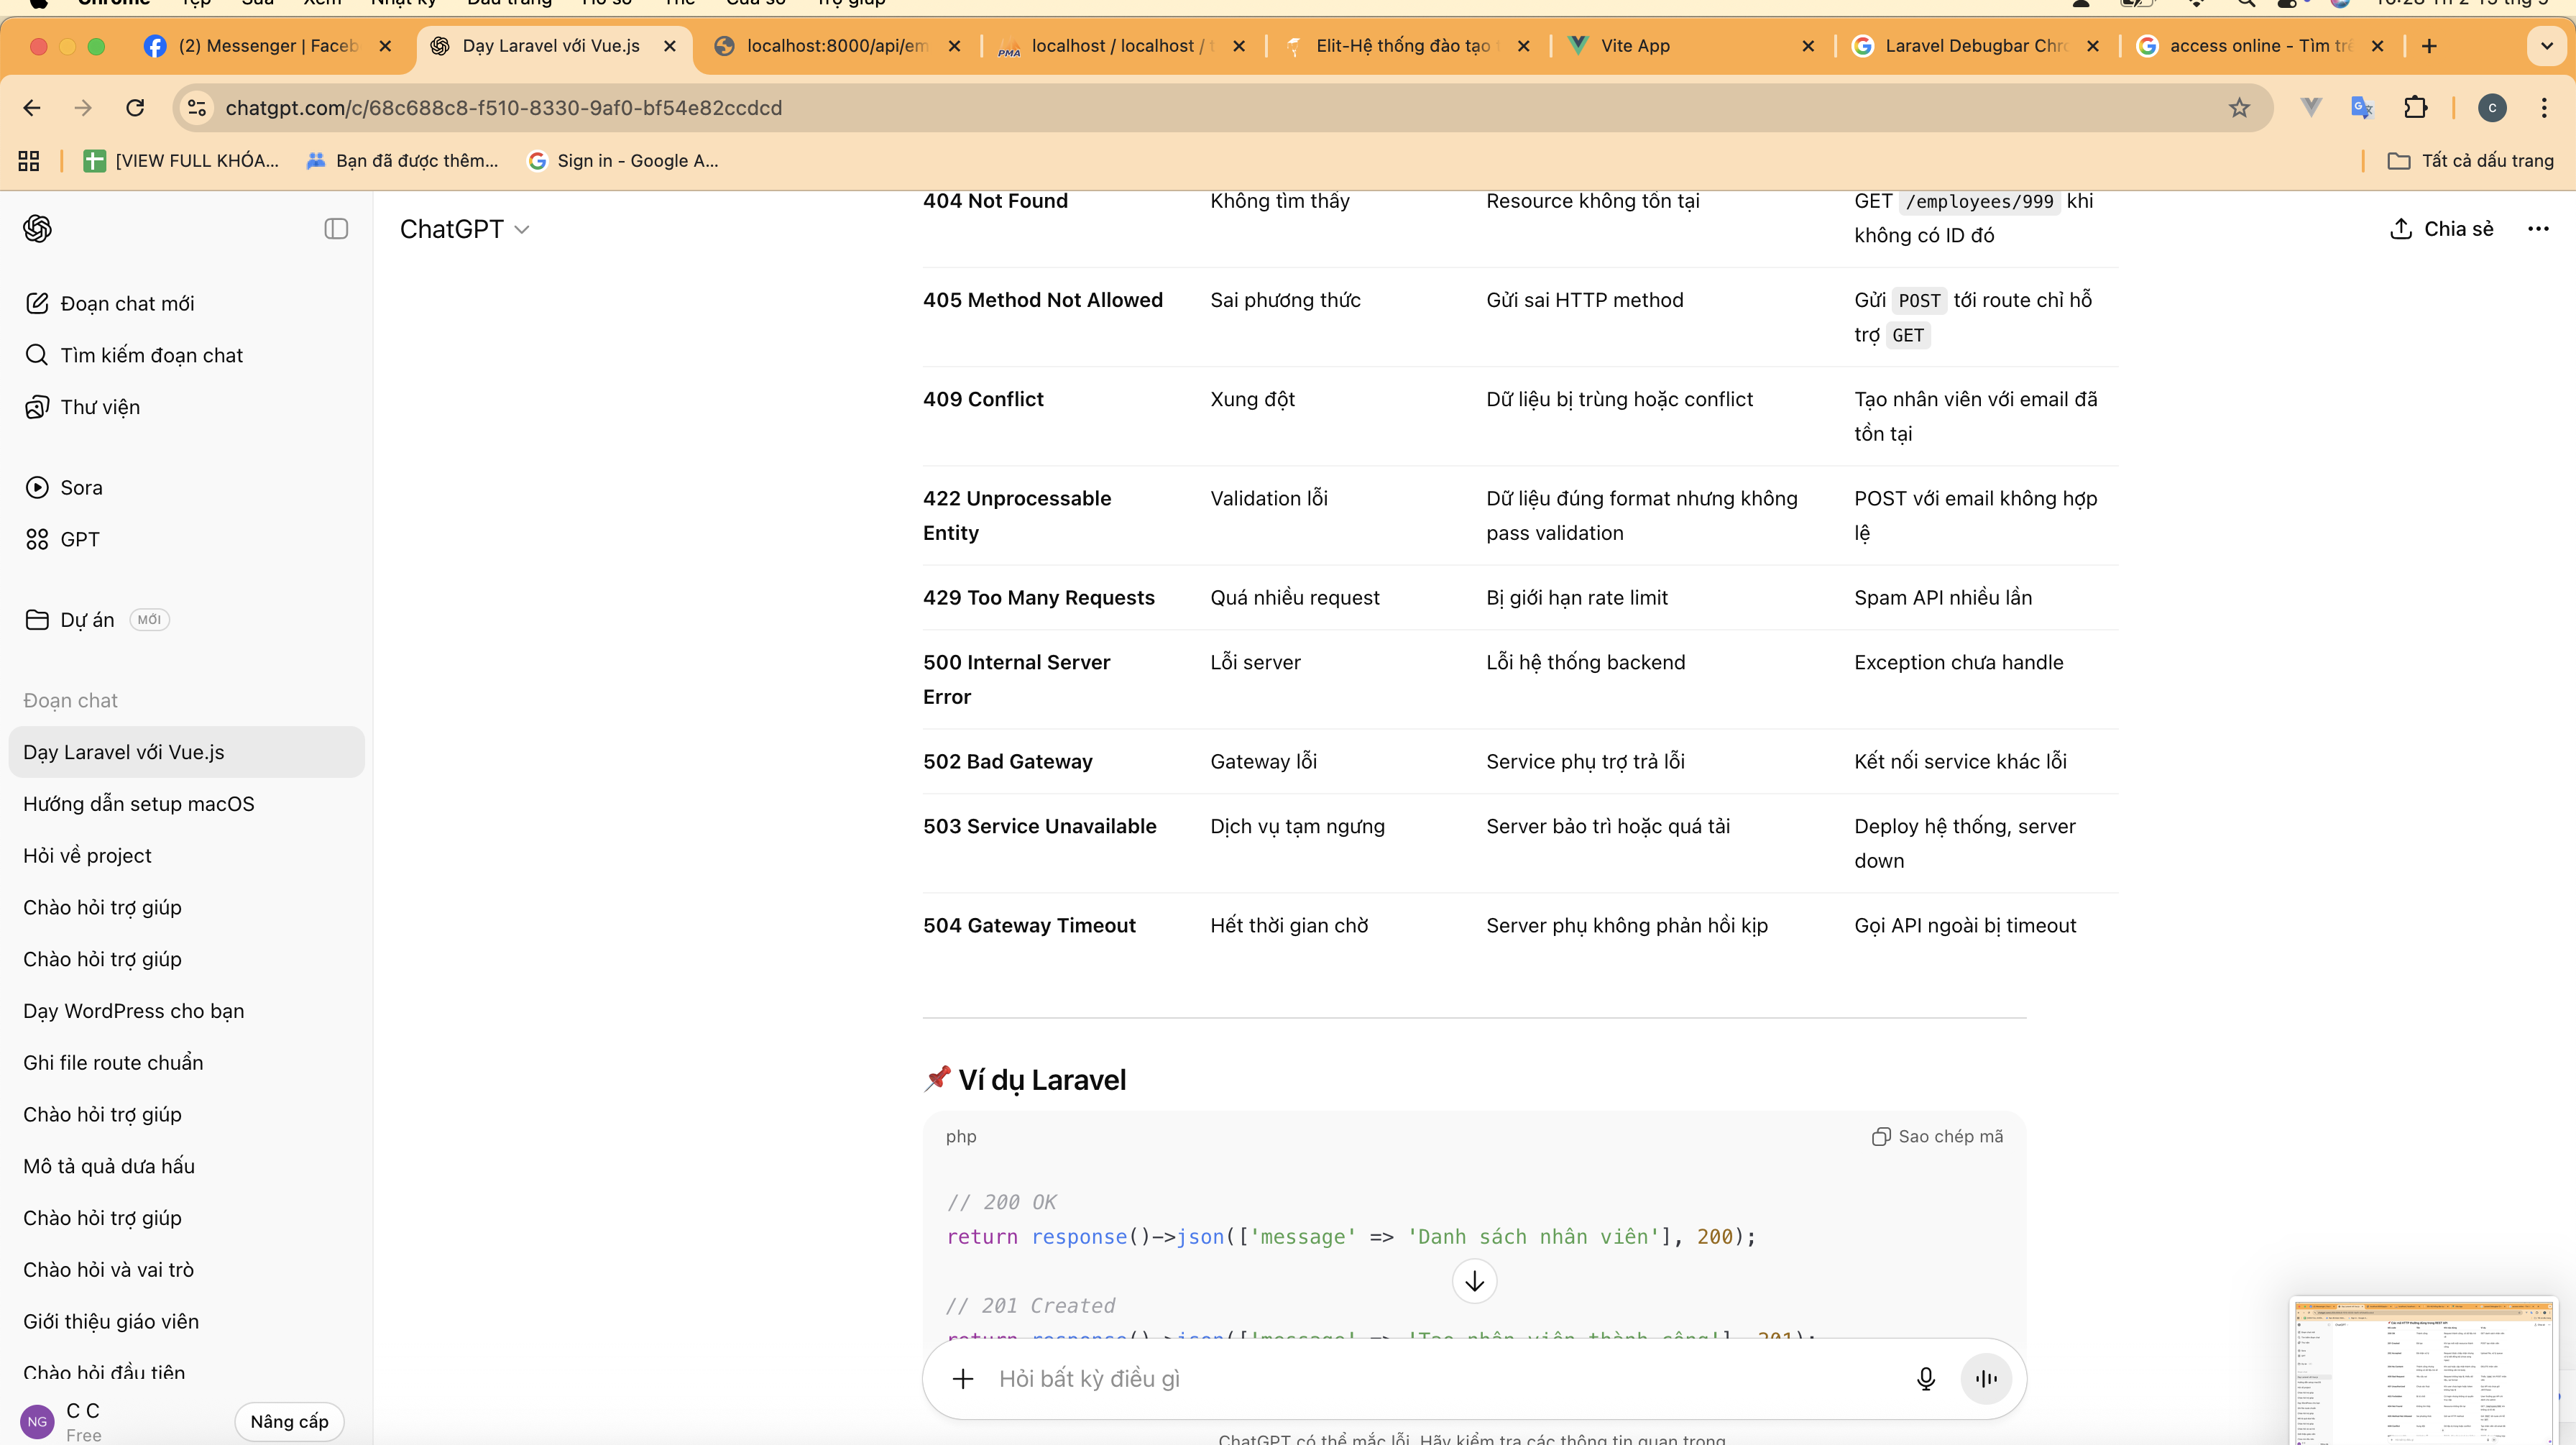 (2) Messenger | Faceb
Dạy Laravel với Vue.js
localhost:8000/api/em
localhost / localhost / t
Elit-Hệ thống đào tạo t
Vite App
Laravel Debugbar Chro
access online - Tìm trê
chatgpt.com/c/68c688c8-f510-8330-9af0-bf54e82ccdcd
[VIEW FULL KHÓA...
Bạn đã được thêm...
Sign in - Google A...
Tất cả dấu trang
ChatGPT
Chia sẻ
Đoạn chat mới
Tìm kiếm đoạn chat
Thư viện
Sora
GPT
Dự án MỚI
Đoạn chat
Dạy Laravel với Vue.js
Hướng dẫn setup macOS
Hỏi về project
Chào hỏi trợ giúp
Chào hỏi trợ giúp
Dạy WordPress cho bạn
Ghi file route chuẩn
Chào hỏi trợ giúp
Mô tả quả dưa hấu
Chào hỏi trợ giúp
Chào hỏi và vai trò
Giới thiệu giáo viên
Chào hỏi đầu tiên
NG
C C
Free
Nâng cấp
404 Not Found Không tìm thấy Resource không tồn tại GET /employees/999 khi
không có ID đó
405 Method Not Allowed Sai phương thức Gửi sai HTTP method Gửi POST tới route chỉ hỗ
trợ GET
409 Conflict Xung đột Dữ liệu bị trùng hoặc conflict Tạo nhân viên với email đã
tồn tại
422 Unprocessable Validation lỗi Dữ liệu đúng format nhưng không POST với email không hợp
Entity pass validation lệ
429 Too Many Requests Quá nhiều request Bị giới hạn rate limit Spam API nhiều lần
500 Internal Server Lỗi server Lỗi hệ thống backend Exception chưa handle
Error
502 Bad Gateway Gateway lỗi Service phụ trợ trả lỗi Kết nối service khác lỗi
503 Service Unavailable Dịch vụ tạm ngưng Server bảo trì hoặc quá tải Deploy hệ thống, server
down
504 Gateway Timeout Hết thời gian chờ Server phụ không phản hồi kịp Gọi API ngoài bị timeout
📌 Ví dụ Laravel
php
Sao chép mã
// 200 OK
return response()->json(['message' => 'Danh sách nhân viên'], 200);
// 201 Created
return response()->json(['message' => 'Tạo nhân viên thành công'], 201);
Hỏi bất kỳ điều gì
ChatGPT có thể mắc lỗi. Hãy kiểm tra các thông tin quan trọng